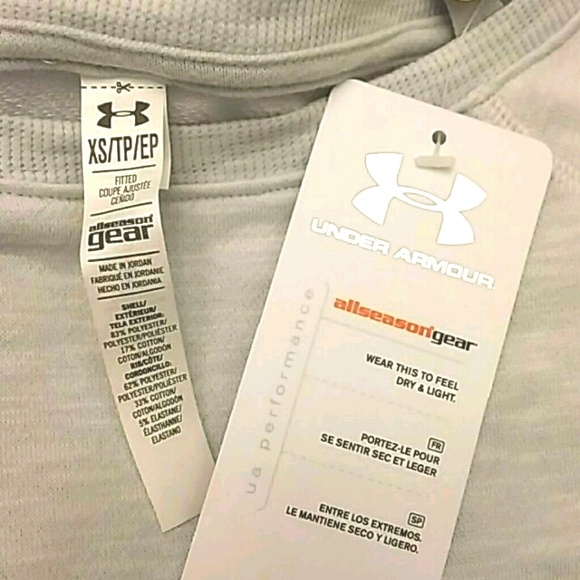 XS/TP/EP
FITTED
COUPE AJUSTÉE
CEÑIDO
allseason
gear
MADE IN JORDAN
FABRIQUÉ EN JORDANIE
HECHO EN JORDANIA
SHELL/
EXTÉRIEUR/
TELA EXTERIOR:
83% POLYESTER/
POLYESTER/POLIÉSTER
17% COTTON/
COTON/ALGODÓN
RIB/CÔTE/
CORDONCILLO:
62% POLYESTER/
POLYESTER/POLIÉSTER
33% COTTON/
COTON/ALGODÓN
5% ELASTANE/
ÉLASTHANNE/
ELASTANO
UNDER ARMOUR
ua performance
allseasongear
WEAR THIS TO FEEL
DRY & LIGHT.
FR
PORTEZ-LE POUR
SE SENTIR SEC ET LEGER
SP
ENTRE LOS EXTREMOS.
LE MANTIENE SECO Y LIGERO.